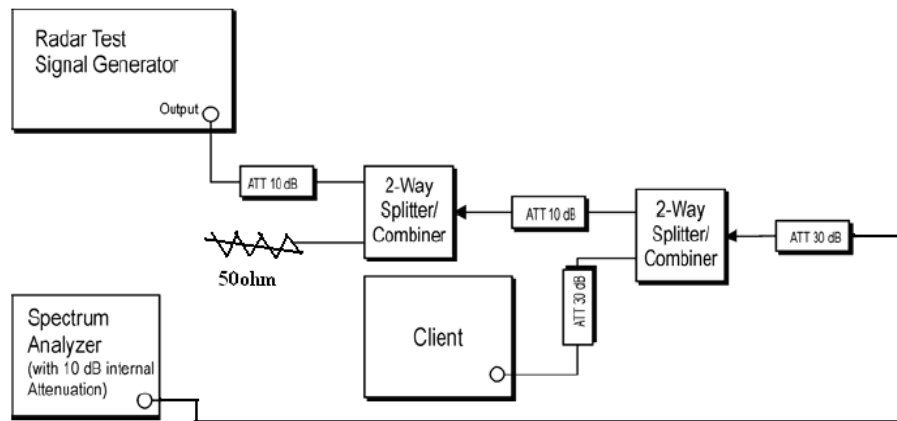 Radar Test
Signal Generator
Output
ATT 10 dB
2-Way
Splitter/
Combiner
ATT 10 dB
2-Way
Splitter/
Combiner
ATT 30 dB
50ohm
ATT 30 dB
Spectrum
Analyzer
(with 10 dB internal
Attenuation)
Client